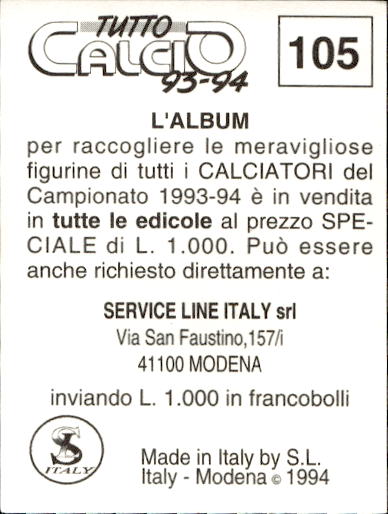 TUTTO
CALCIO
93-94
105
L'ALBUM
per raccogliere le meravigliose
figurine di tutti i CALCIATORI del
Campionato 1993-94 è in vendita
in tutte le edicole al prezzo SPE-
CIALE di L. 1.000. Può essere
anche richiesto direttamente a:
SERVICE LINE ITALY srl
Via San Faustino,157/i
41100 MODENA
inviando L. 1.000 in francobolli
SL
ITALY
Made in Italy by S.L.
Italy - Modena © 1994